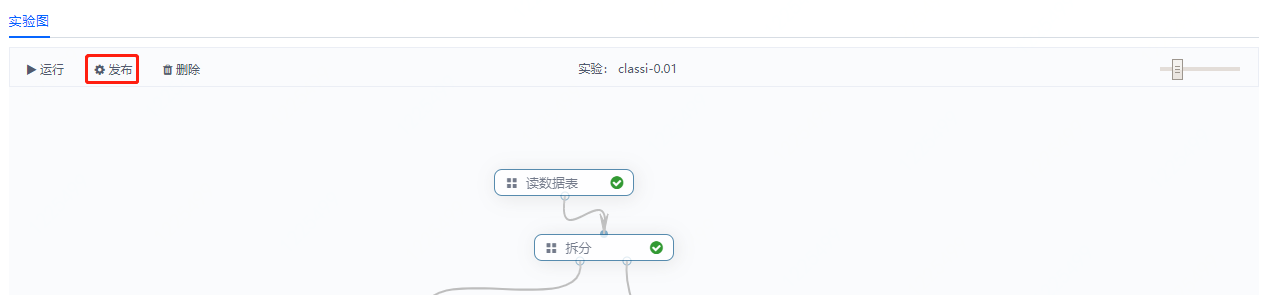 实验图
运行 发布 删除 实验： classi-0.01
读数据表
拆分